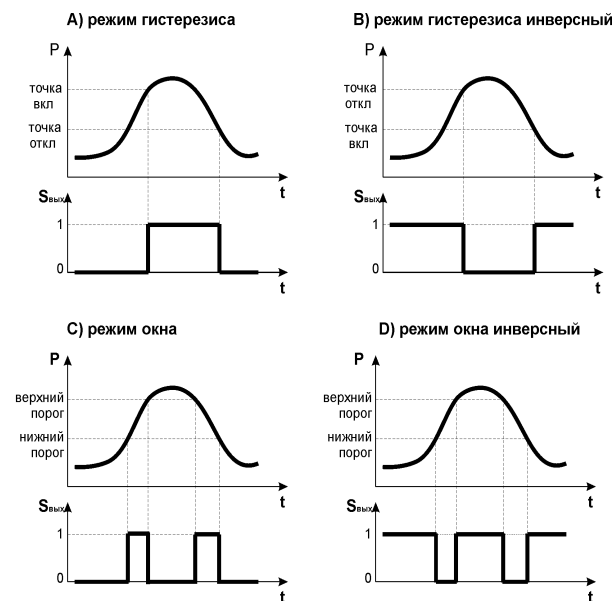 A) режим гистерезиса
P
точка
вкл
точка
откл
t
Sвых
1
0
t
B) режим гистерезиса инверсный
P
точка
откл
точка
вкл
t
Sвых
1
0
t
C) режим окна
P
верхний
порог
нижний
порог
t
Sвых
1
0
t
D) режим окна инверсный
P
верхний
порог
нижний
порог
t
Sвых
1
0
t